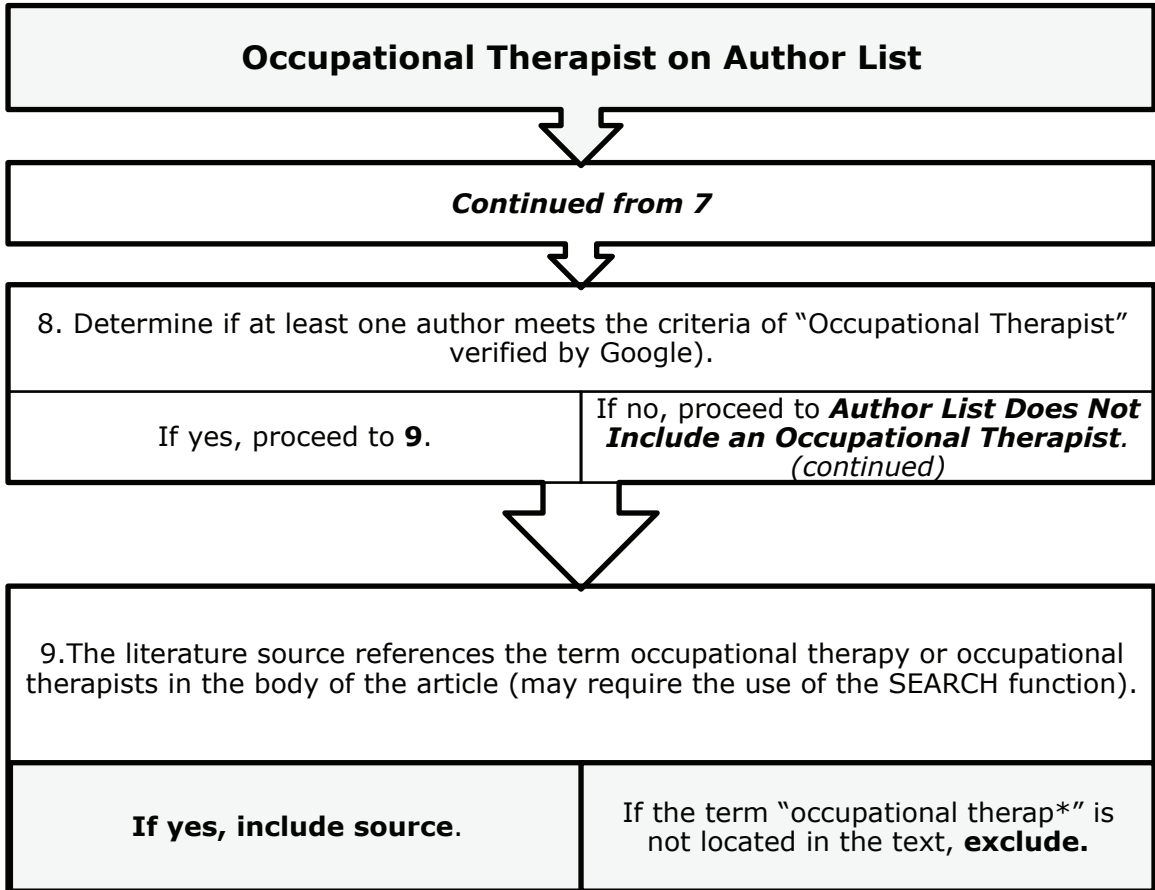 Occupational Therapist on Author List
Continued from 7
8. Determine if at least one author meets the criteria of “Occupational Therapist”
verified by Google).
If yes, proceed to 9.
If no, proceed to Author List Does Not
Include an Occupational Therapist.
(continued)
9.The literature source references the term occupational therapy or occupational
therapists in the body of the article (may require the use of the SEARCH function).
If yes, include source.
If the term “occupational therap*” is
not located in the text, exclude.